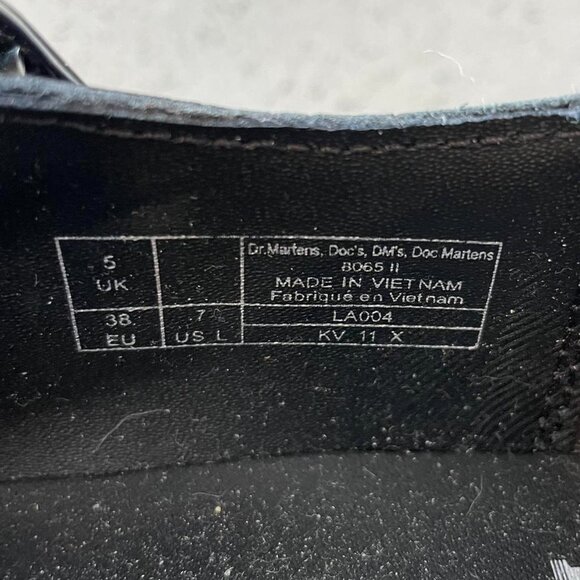 5
UK
38
EU
7
US L
Dr.Martens, Doc's, DM's, Doc Martens
8065 II
MADE IN VIETNAM
Fabriqué en Vietnam
LA004
KV 11 X